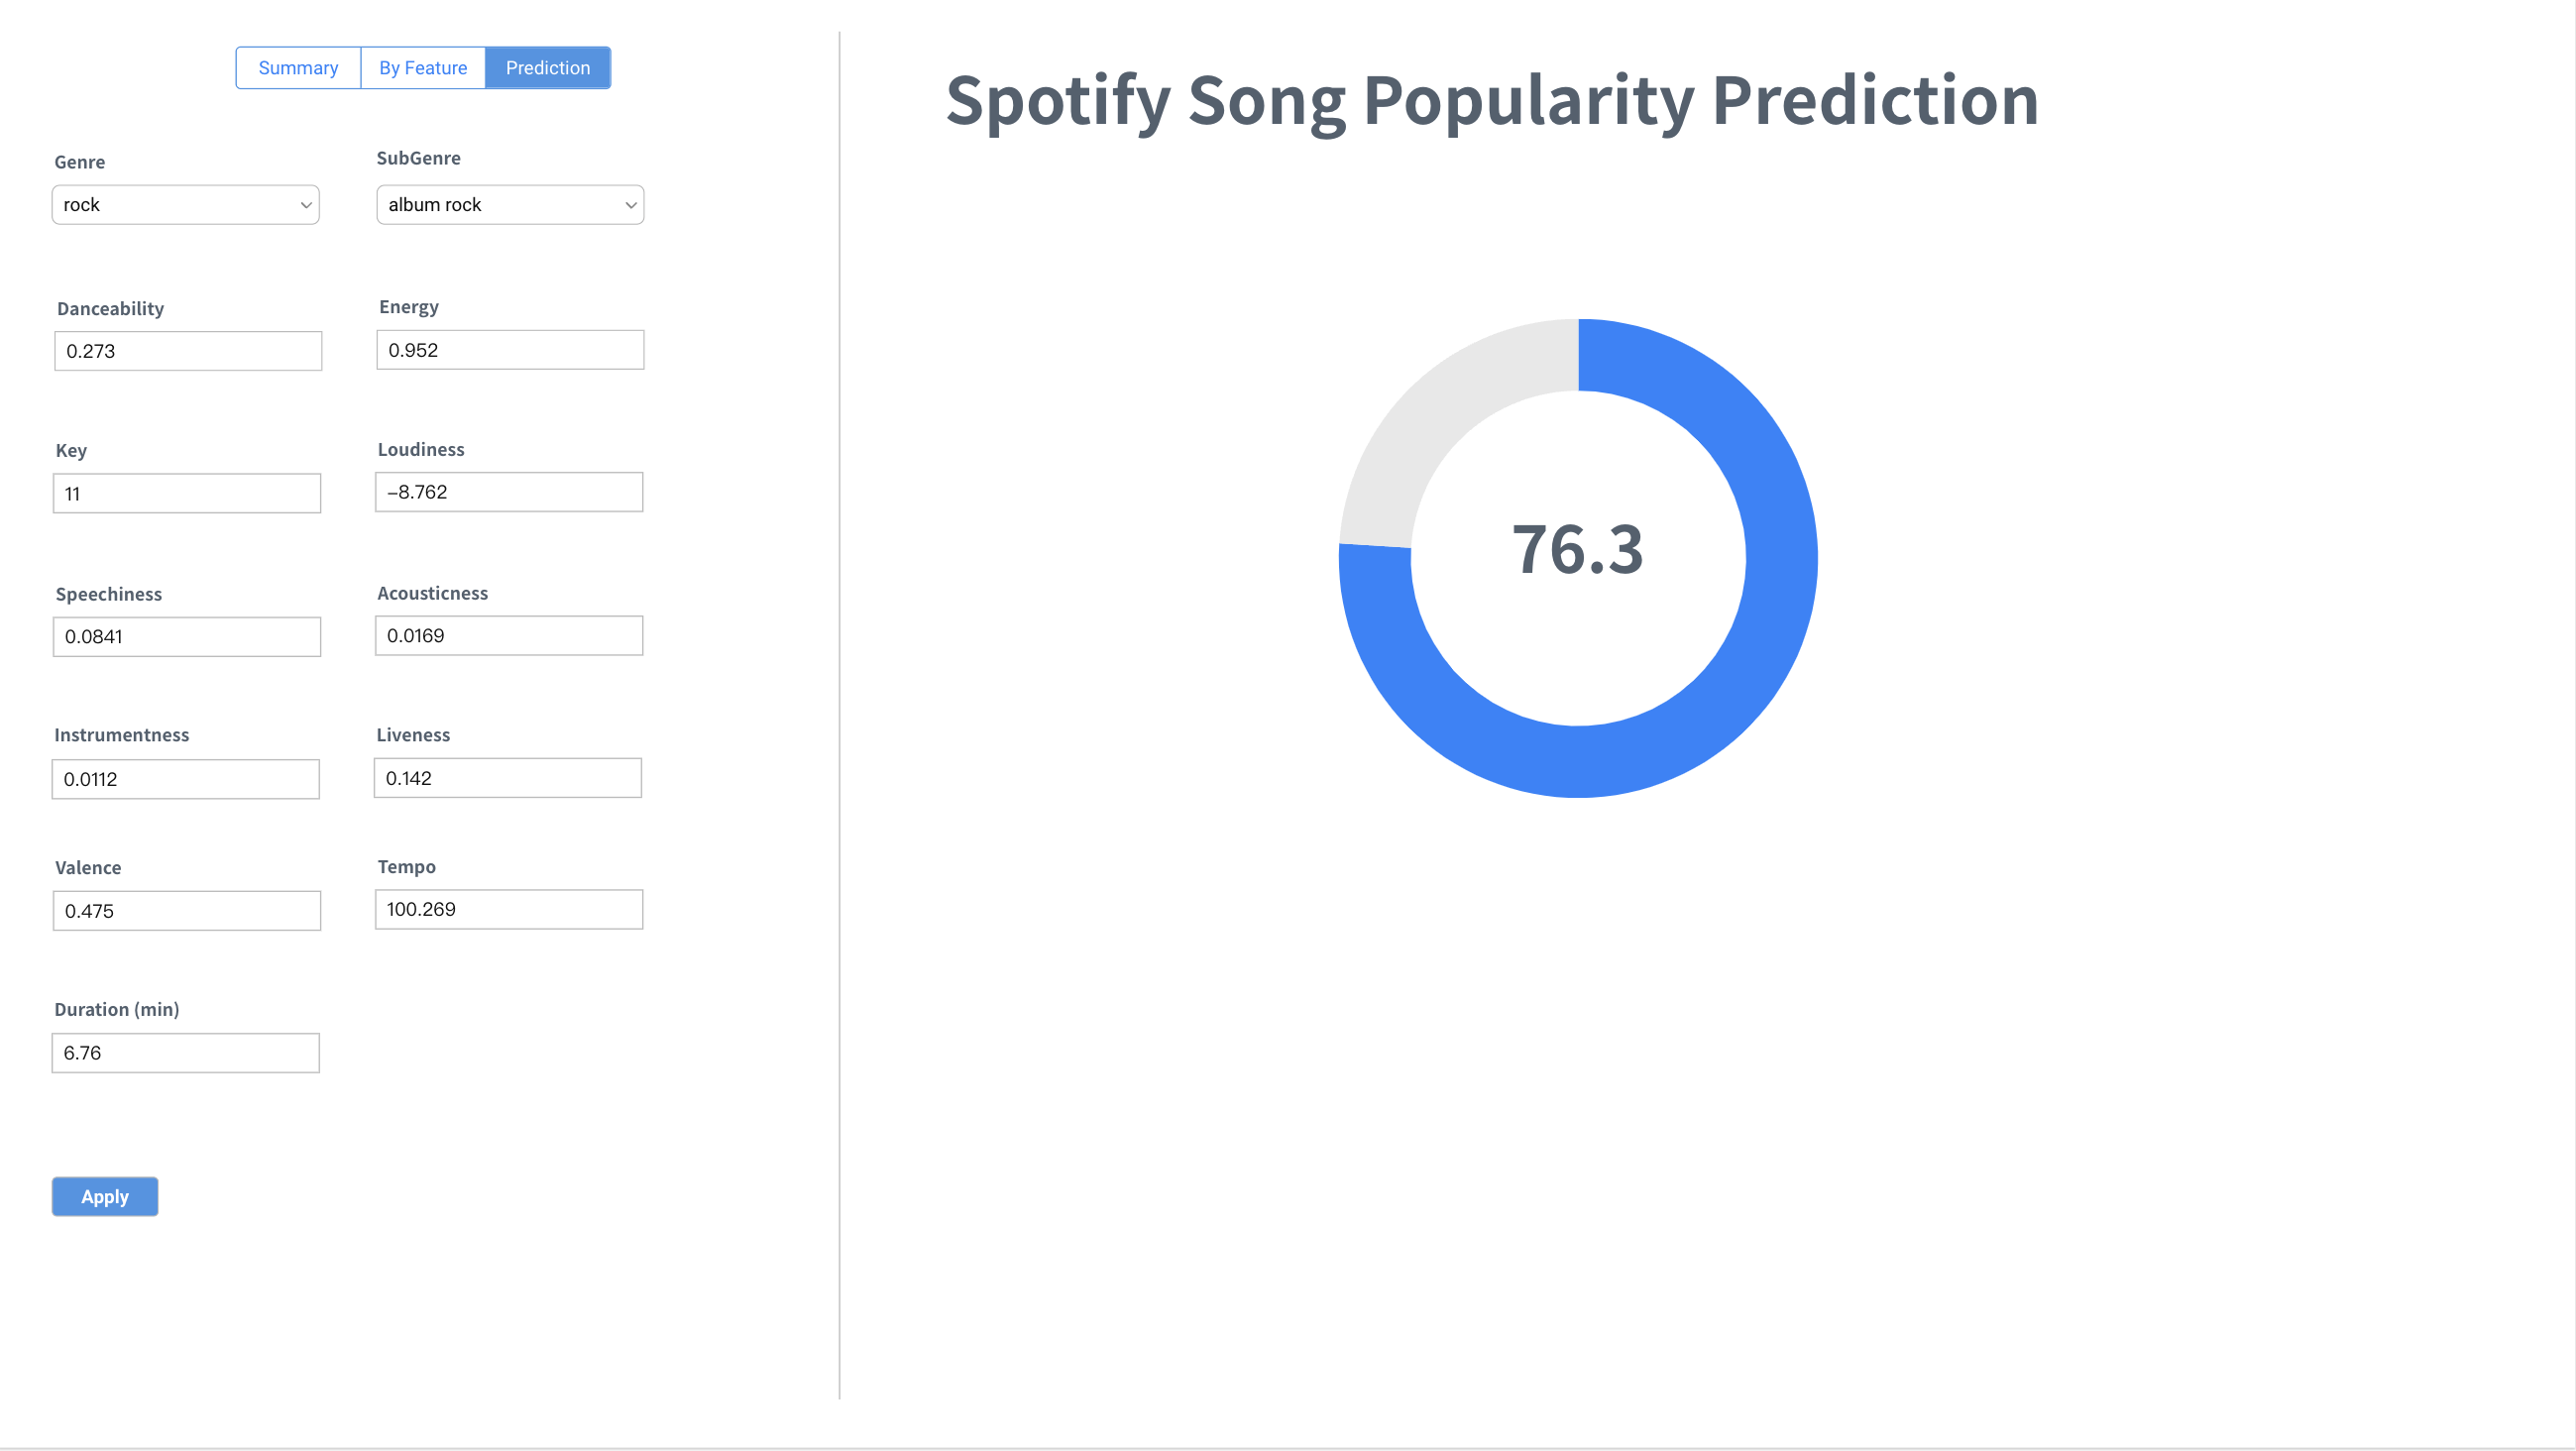 Summary By Feature Prediction
Spotify Song Popularity Prediction
Genre SubGenre
rock album rock
Danceability Energy
0.273 0.952
Key Loudiness
11 –8.762
Speechiness Acousticness
0.0841 0.0169
Instrumentness Liveness
0.0112 0.142
Valence Tempo
0.475 100.269
Duration (min)
6.76
Apply
76.3